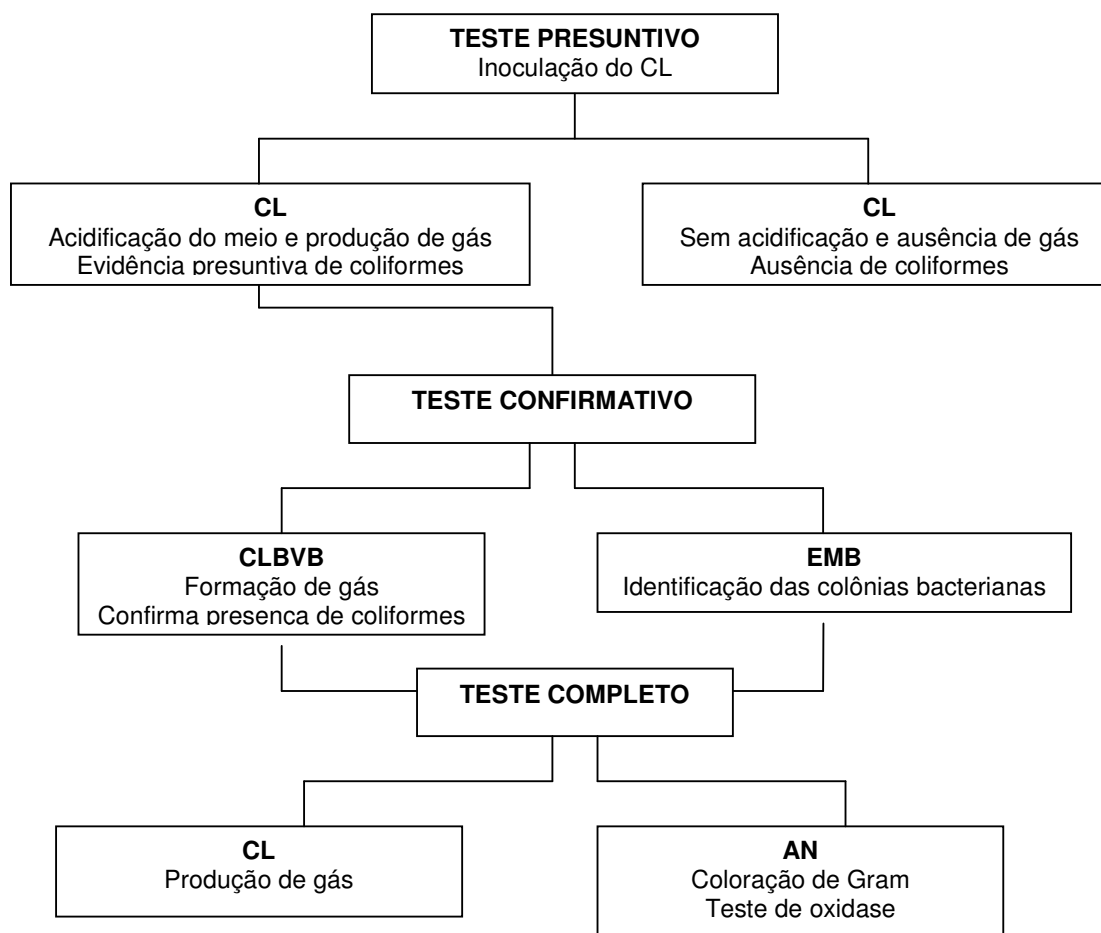 TESTE PRESUNTIVO
Inoculação do CL
CL
Acidificação do meio e produção de gás
Evidência presuntiva de coliformes
CL
Sem acidificação e ausência de gás
Ausência de coliformes
TESTE CONFIRMATIVO
CLBVB
Formação de gás
Confirma presença de coliformes
EMB
Identificação das colônias bacterianas
TESTE COMPLETO
CL
Produção de gás
AN
Coloração de Gram
Teste de oxidase